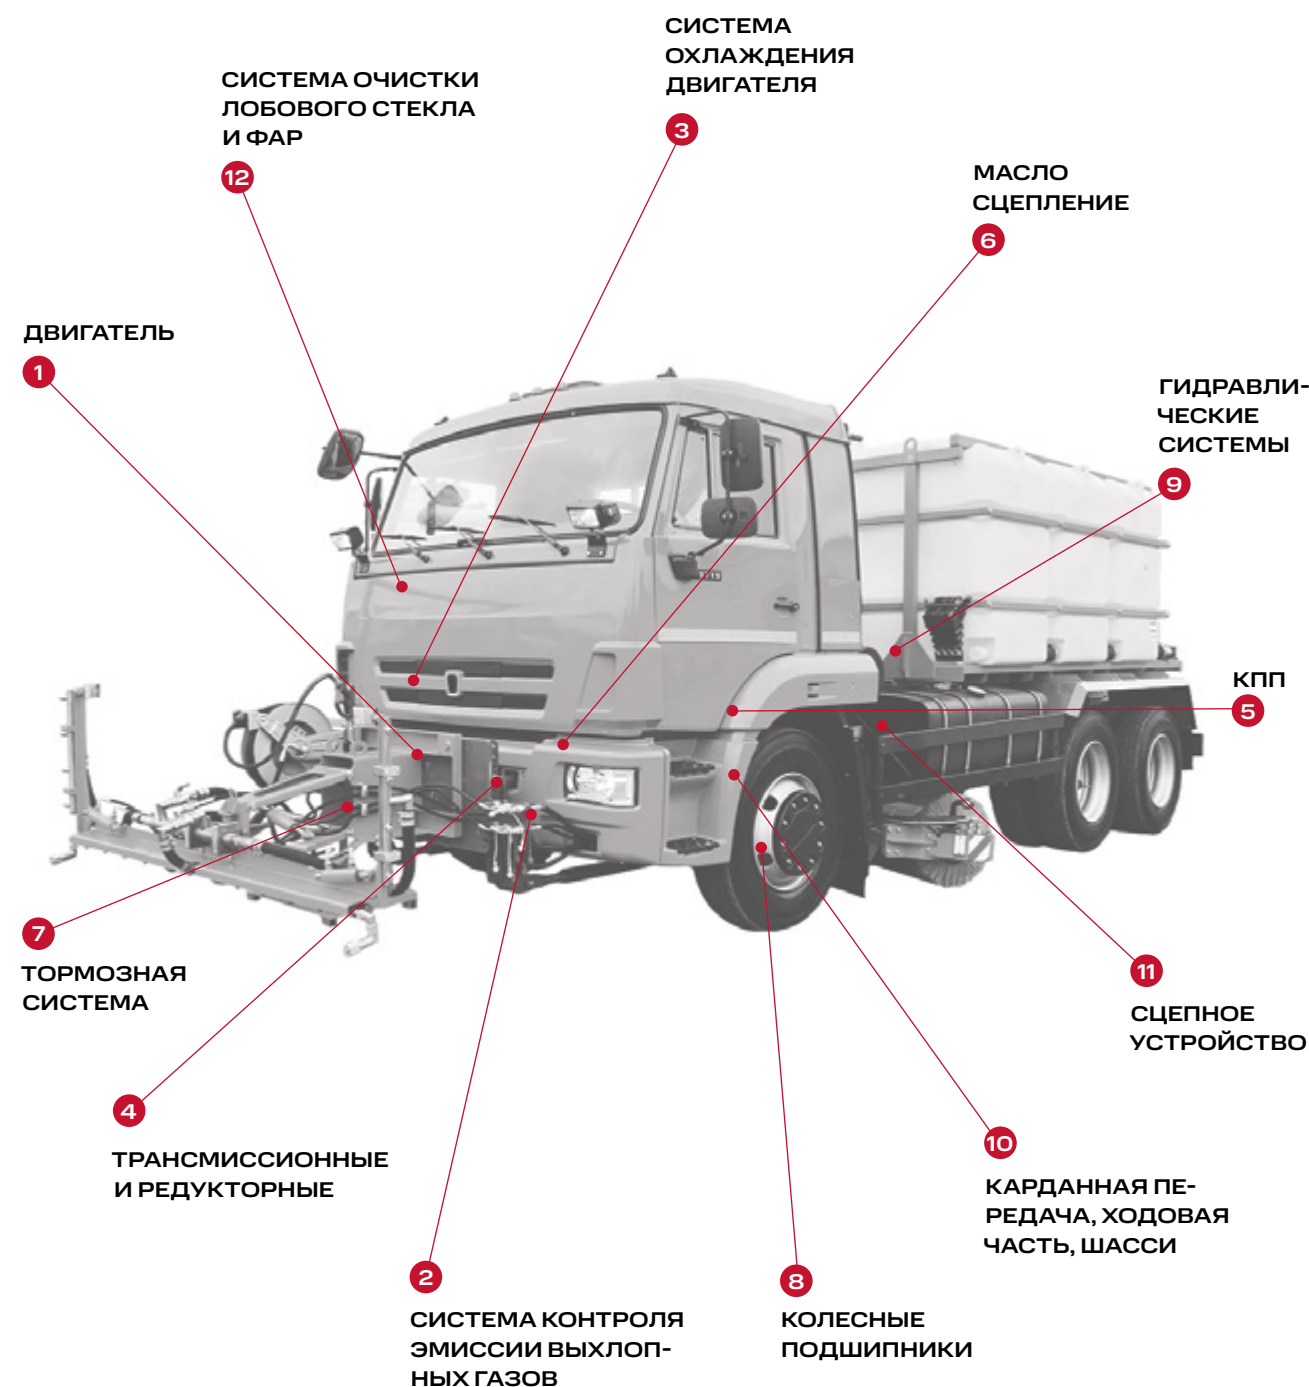 СИСТЕМА
ОХЛАЖДЕНИЯ
ДВИГАТЕЛЯ
3
СИСТЕМА ОЧИСТКИ
ЛОБОВОГО СТЕКЛА
И ФАР
12
МАСЛО
СЦЕПЛЕНИЕ
6
ДВИГАТЕЛЬ
1
ГИДРАВЛИ-
ЧЕСКИЕ
СИСТЕМЫ
9
КПП
5
7
ТОРМОЗНАЯ
СИСТЕМА
11
СЦЕПНОЕ
УСТРОЙСТВО
4
ТРАНСМИССИОННЫЕ
И РЕДУКТОРНЫЕ
10
КАРДАННАЯ ПЕ-
РЕДАЧА, ХОДОВАЯ
ЧАСТЬ, ШАССИ
2
СИСТЕМА КОНТРОЛЯ
ЭМИССИИ ВЫХЛОП-
НЫХ ГАЗОВ
8
КОЛЕСНЫЕ
ПОДШИПНИКИ